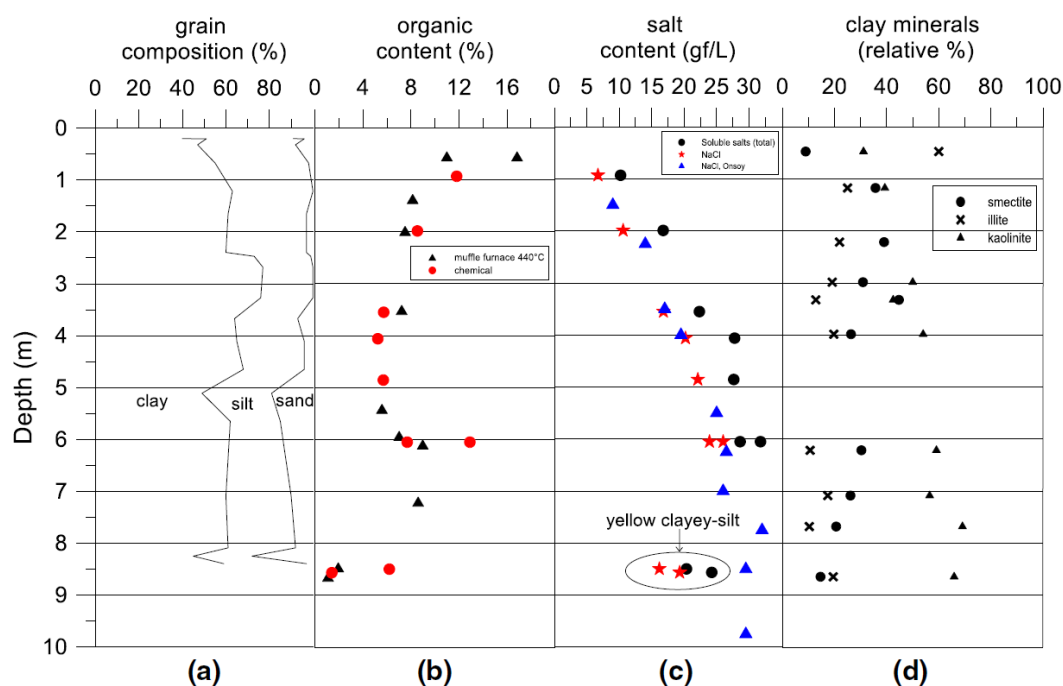 grain
composition (%)
organic
content (%)
salt
content (gf/L)
clay minerals
(relative %)
0 20 40 60 80
0 4 8 12 16
0 5 10 15 20 25 30
0 20 40 60 80 100
Depth (m)
0
1
2
3
4
5
6
7
8
9
10
clay silt sand
muffle furnace 440°C
chemical
Soluble salts (total)
NaCl
NaCl, Onsoy
yellow clayey-silt
smectite
illite
kaolinite
(a) (b) (c) (d)